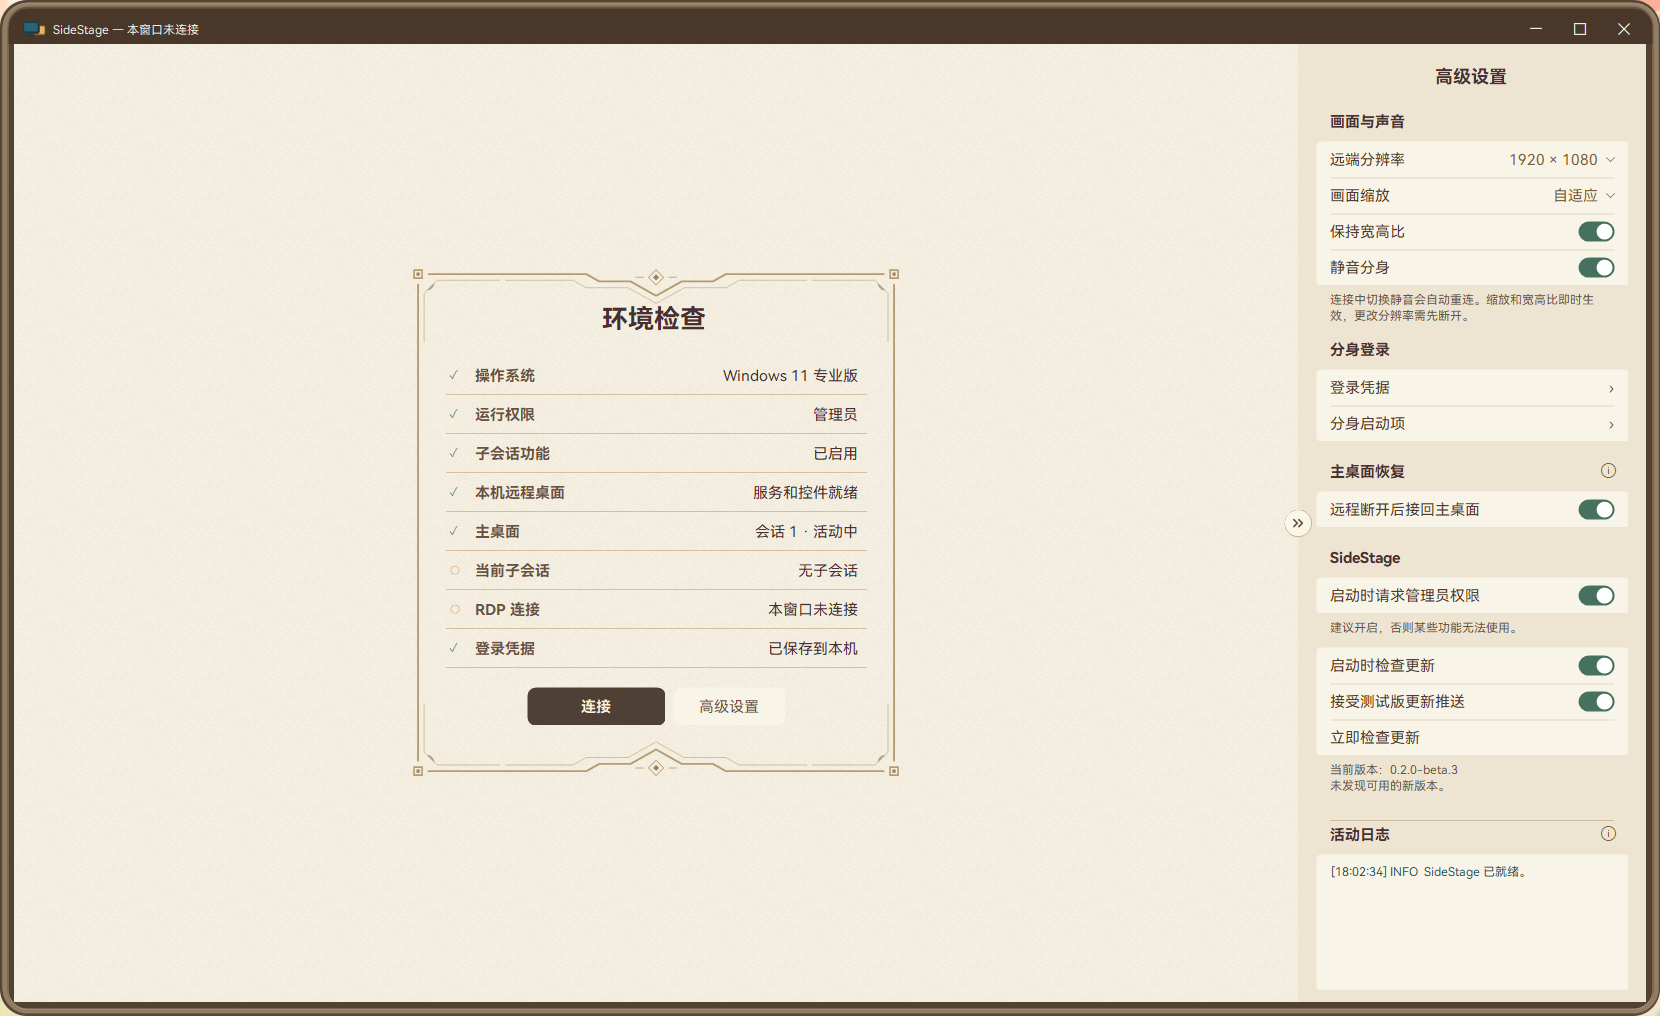 SideStage — 本窗口未连接
环境检查
操作系统 Windows 11 专业版
运行权限 管理员
子会话功能 已启用
本机远程桌面 服务和控件就绪
主桌面 会话 1 · 活动中
当前子会话 无子会话
RDP 连接 本窗口未连接
登录凭据 已保存到本机
连接 高级设置
高级设置
画面与声音
远端分辨率 1920 × 1080
画面缩放 自适应
保持宽高比
静音分身
连接中切换静音会自动重连。缩放和宽高比即时生
效，更改分辨率需先断开。
分身登录
登录凭据
分身启动项
主桌面恢复
远程断开后接回主桌面
SideStage
启动时请求管理员权限
建议开启，否则某些功能无法使用。
启动时检查更新
接受测试版更新推送
立即检查更新
当前版本：0.2.0-beta.3
未发现可用的新版本。
活动日志
[18:02:34] INFO SideStage 已就绪。